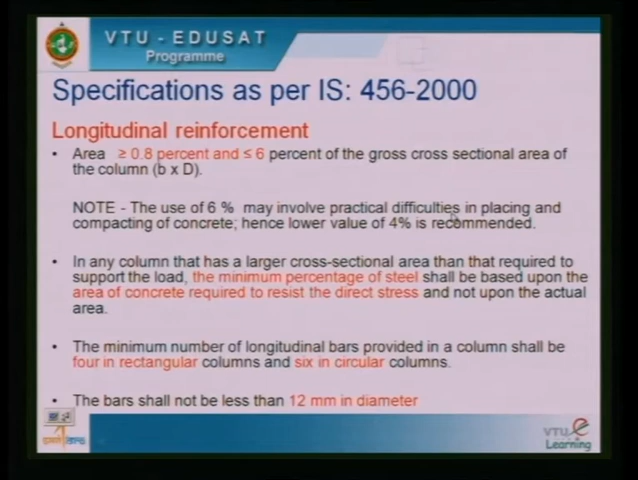 VTU - EDUSAT
Programme
Specifications as per IS: 456-2000
Longitudinal reinforcement
• Area ≥ 0.8 percent and ≤ 6 percent of the gross cross sectional area of
the column (b x D).
NOTE - The use of 6 % may involve practical difficulties in placing and
compacting of concrete; hence lower value of 4% is recommended.
• In any column that has a larger cross-sectional area than that required to
support the load, the minimum percentage of steel shall be based upon the
area of concrete required to resist the direct stress and not upon the actual
area.
• The minimum number of longitudinal bars provided in a column shall be
four in rectangular columns and six in circular columns.
• The bars shall not be less than 12 mm in diameter
VTU e
Learning